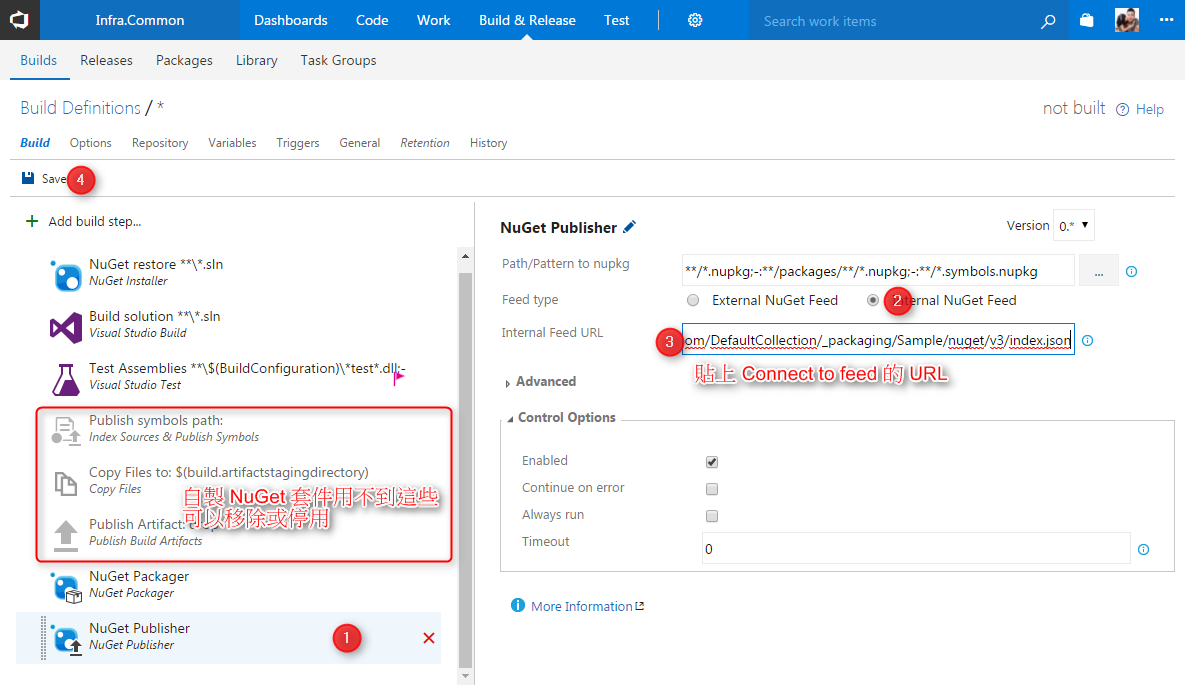 Infra.Common Dashboards Code Work Build & Release Test Search work items
Builds Releases Packages Library Task Groups
Build Definitions / *
not built Help
Build Options Repository Variables Triggers General Retention History
Save 4
Add build step...
NuGet restore **\*.sln
NuGet Installer
Build solution **\*.sln
Visual Studio Build
Test Assemblies **\$(BuildConfiguration)\*test*.dll;-
Visual Studio Test
Publish symbols path:
Index Sources & Publish Symbols
Copy Files to: $(build.artifactstagingdirectory)
Copy Files
自製 NuGet 套件用不到這些
可以移除或停用
Publish Artifact:
Publish Build Artifacts
NuGet Packager
NuGet Packager
NuGet Publisher
NuGet Publisher
1
NuGet Publisher
Version 0.*
Path/Pattern to nupkg **/*.nupkg;-:**/packages/**/*.nupkg;-:**/*.symbols.nupkg ...
Feed type External NuGet Feed 2 Internal NuGet Feed
Internal Feed URL 3 om/DefaultCollection/_packaging/Sample/nuget/v3/index.json
貼上 Connect to feed 的 URL
Advanced
Control Options
Enabled
Continue on error
Always run
Timeout 0
More Information